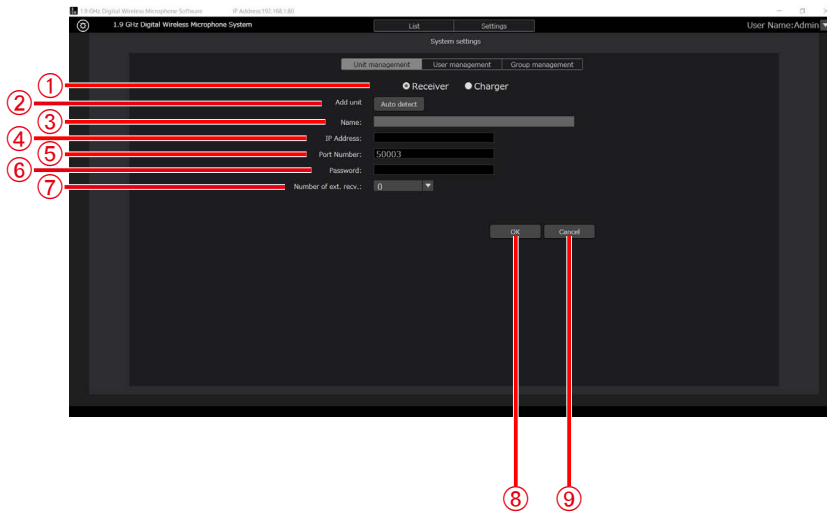 1.9 GHz Digital Wireless Microphone Software IP Address:192.168.1.80
1.9 GHz Digital Wireless Microphone System List Settings User Name:Admin
System settings
Unit management User management Group management
① Receiver Charger
② Add unit Auto detect
③ Name:
④ IP Address:
⑤ Port Number: 50003
⑥ Password:
⑦ Number of ext. recv.: 0
OK Cancel
⑧ ⑨